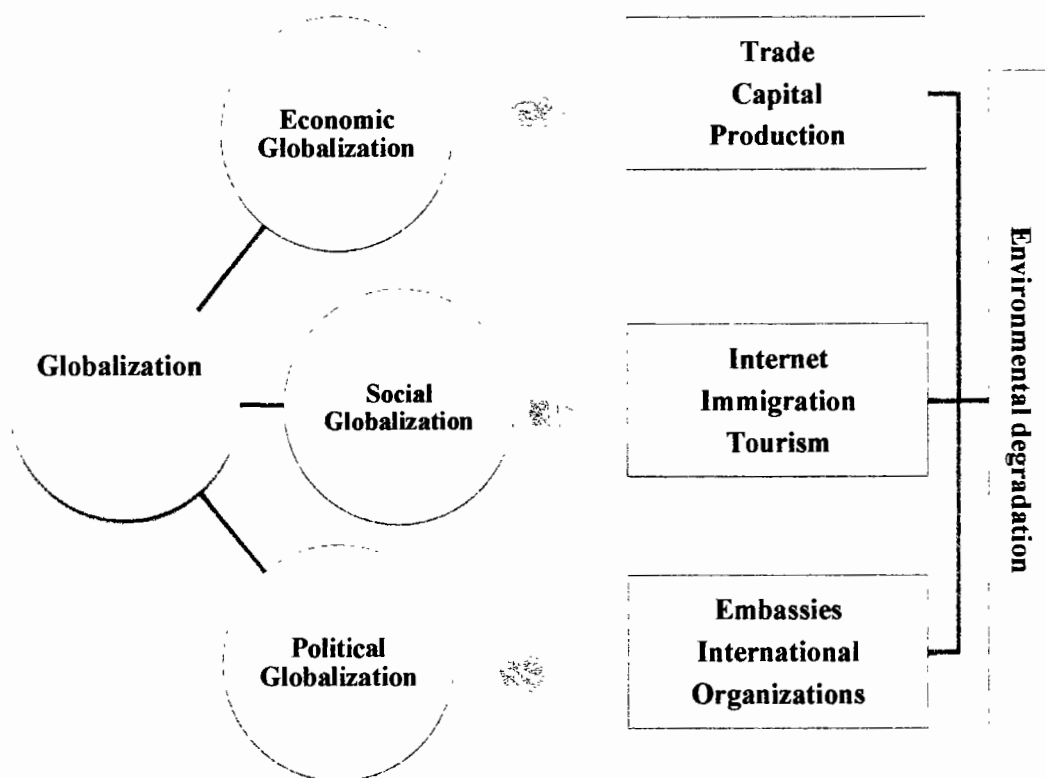 Economic
Globalization
Trade
Capital
Production
Globalization
Social
Globalization
Internet
Immigration
Tourism
Political
Globalization
Embassies
International
Organizations
Environmental degradation